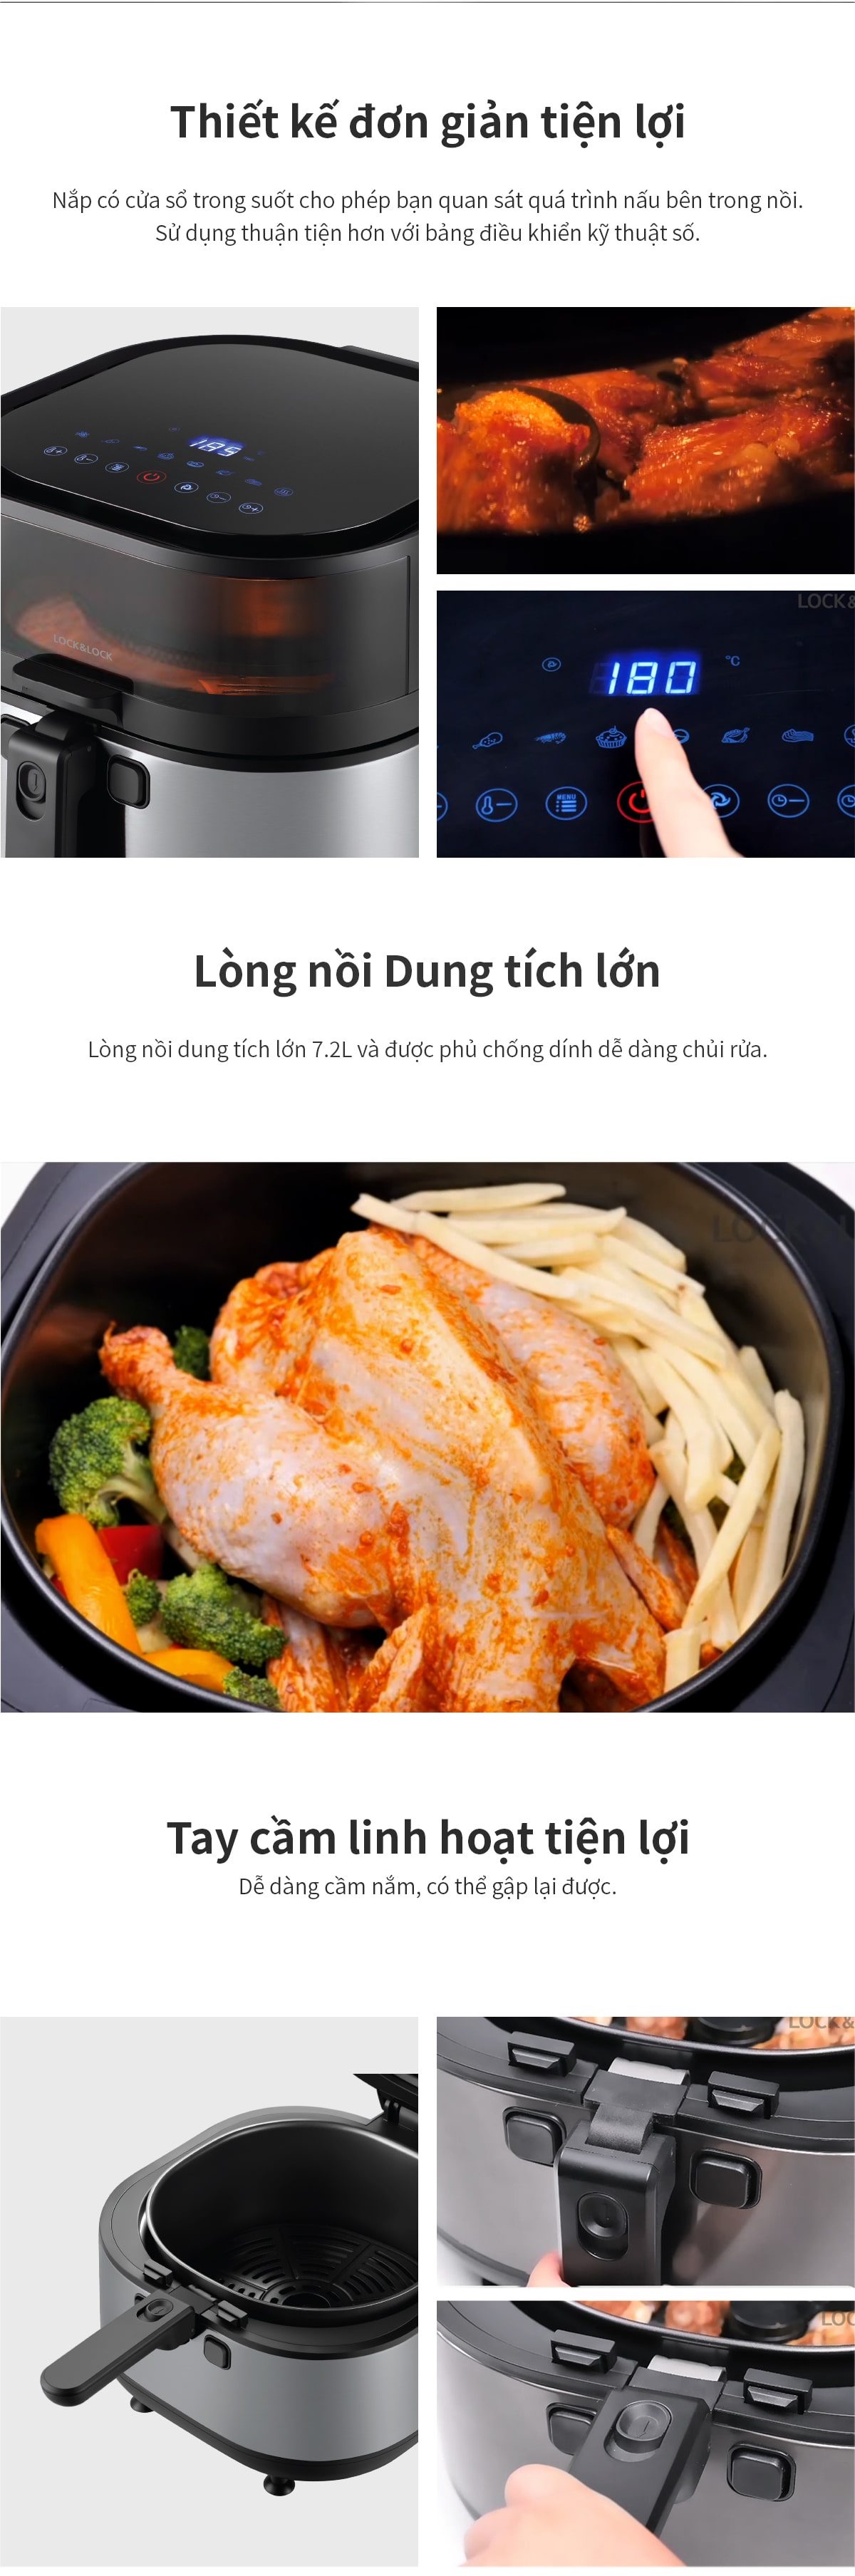 Thiết kế đơn giản tiện lợi
Nắp có cửa sổ trong suốt cho phép bạn quan sát quá trình nấu bên trong nồi.
Sử dụng thuận tiện hơn với bảng điều khiển kỹ thuật số.
185
LOCK&LOCK
LOCK&
180 °C
MENU
Lòng nồi Dung tích lớn
Lòng nồi dung tích lớn 7.2L và được phủ chống dính dễ dàng chủi rửa.
LOCK&L
Tay cầm linh hoạt tiện lợi
Dễ dàng cầm nắm, có thể gập lại được.
LOCK&
LOC